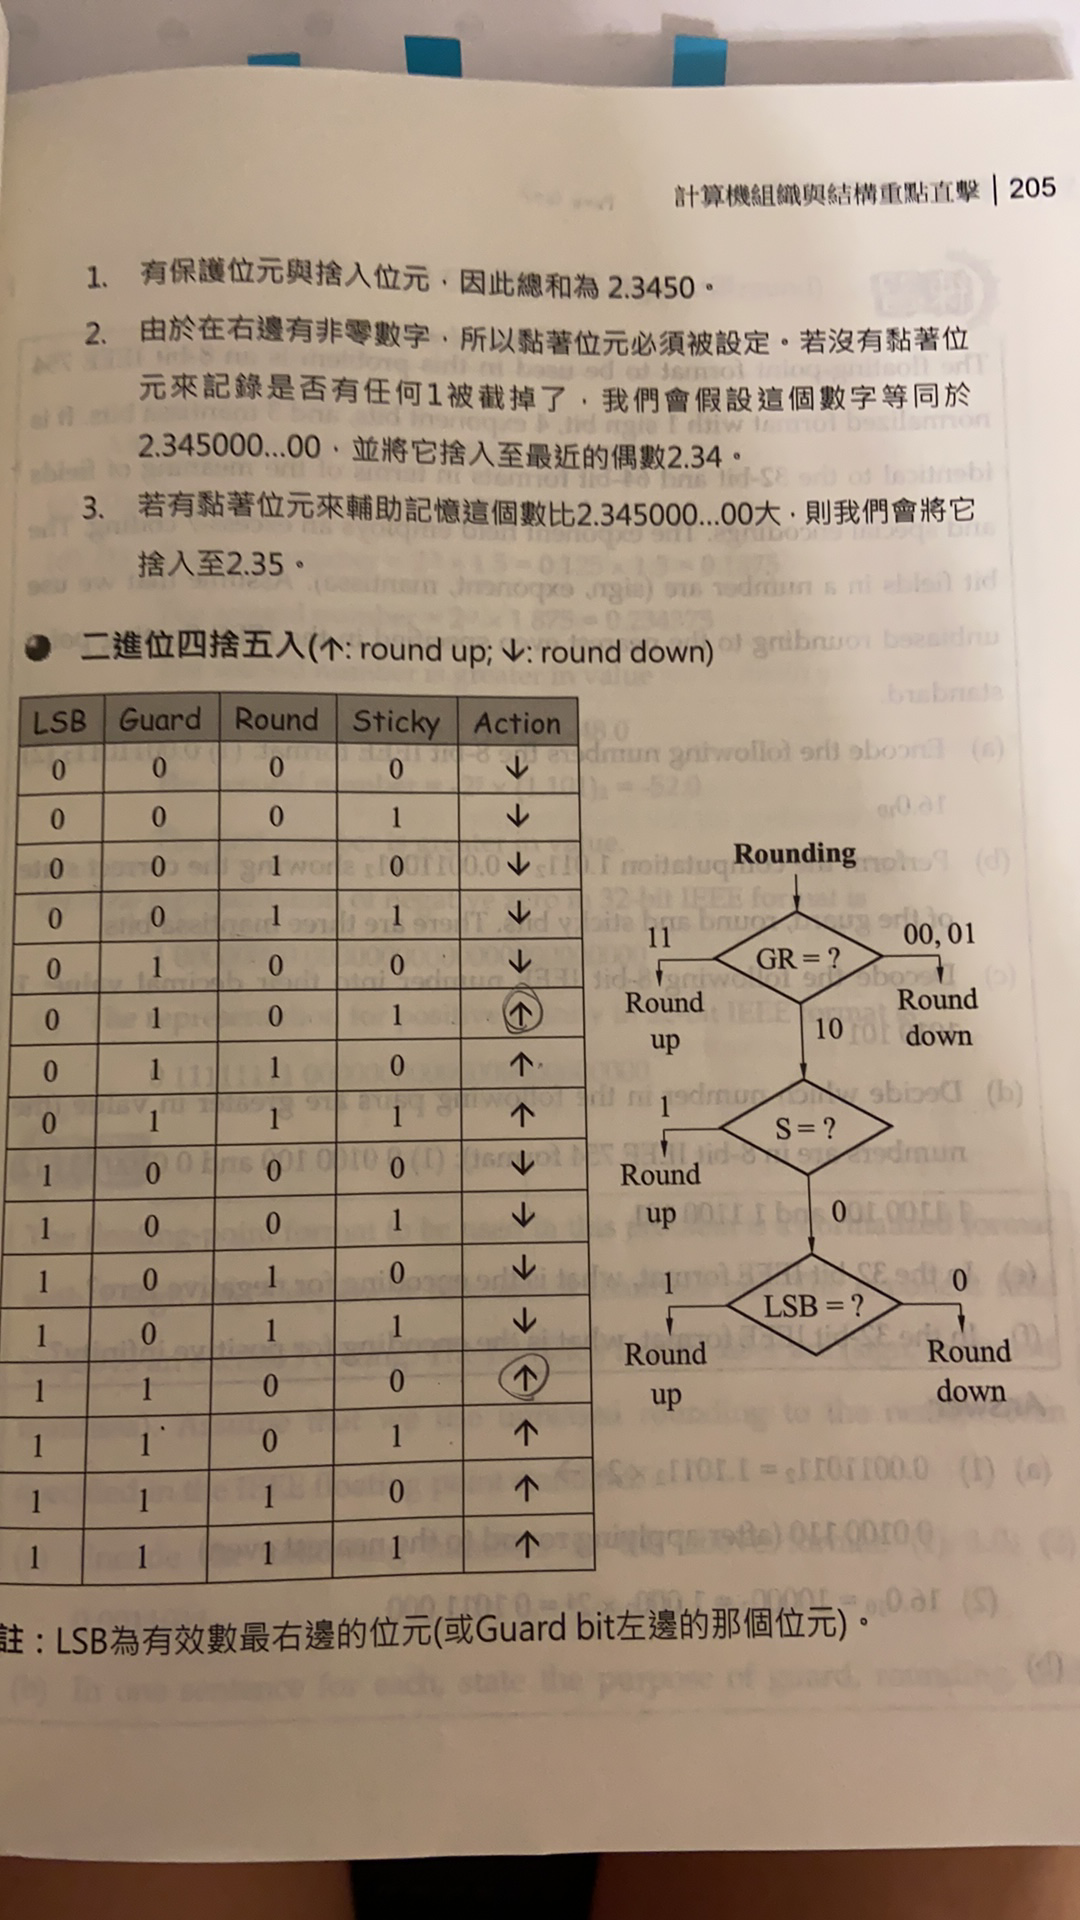 計算機組織與結構重點直擊 | 205
1. 有保護位元與捨入位元，因此總和為 2.3450。
2. 由於在右邊有非零數字，所以黏著位元必須被設定。若沒有黏著位
元來記錄是否有任何1被截掉了，我們會假設這個數字等同於
2.345000...00，並將它捨入至最近的偶數2.34。
3. 若有黏著位元來輔助記憶這個數比2.345000...00大，則我們會將它
捨入至2.35。
二進位四捨五入(↑: round up; ↓: round down)
LSB Guard Round Sticky Action
0 0 0 0 ↓
0 0 0 1 ↓
0 0 1 0 ↓
0 0 1 1 ↓
0 1 0 0 ↓
0 1 0 1 ↑
0 1 1 0 ↑
0 1 1 1 ↑
1 0 0 0 ↓
1 0 0 1 ↓
1 0 1 0 ↓
1 0 1 1 ↓
1 1 0 0 ↑
1 1 0 1 ↑
1 1 1 0 ↑
1 1 1 1 ↑
Rounding
GR = ?
11
00, 01
Round
up
Round
down
10
S = ?
1
Round
up
0
LSB = ?
1
0
Round
up
Round
down
註：LSB為有效數最右邊的位元(或Guard bit左邊的那個位元)。